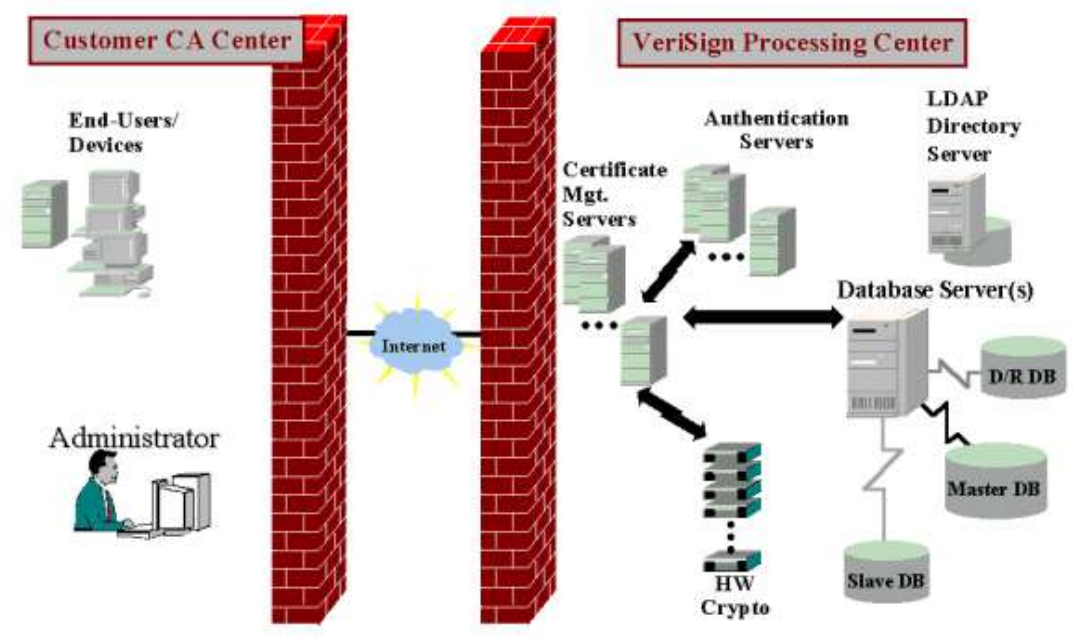 Customer CA Center
VeriSign Processing Center
End-Users/
Devices
Authentication
Servers
LDAP
Directory
Server
Certificate
Mgt.
Servers
Database Server(s)
Internet
D/R DB
Administrator
Master DB
Slave DB
HW
Crypto